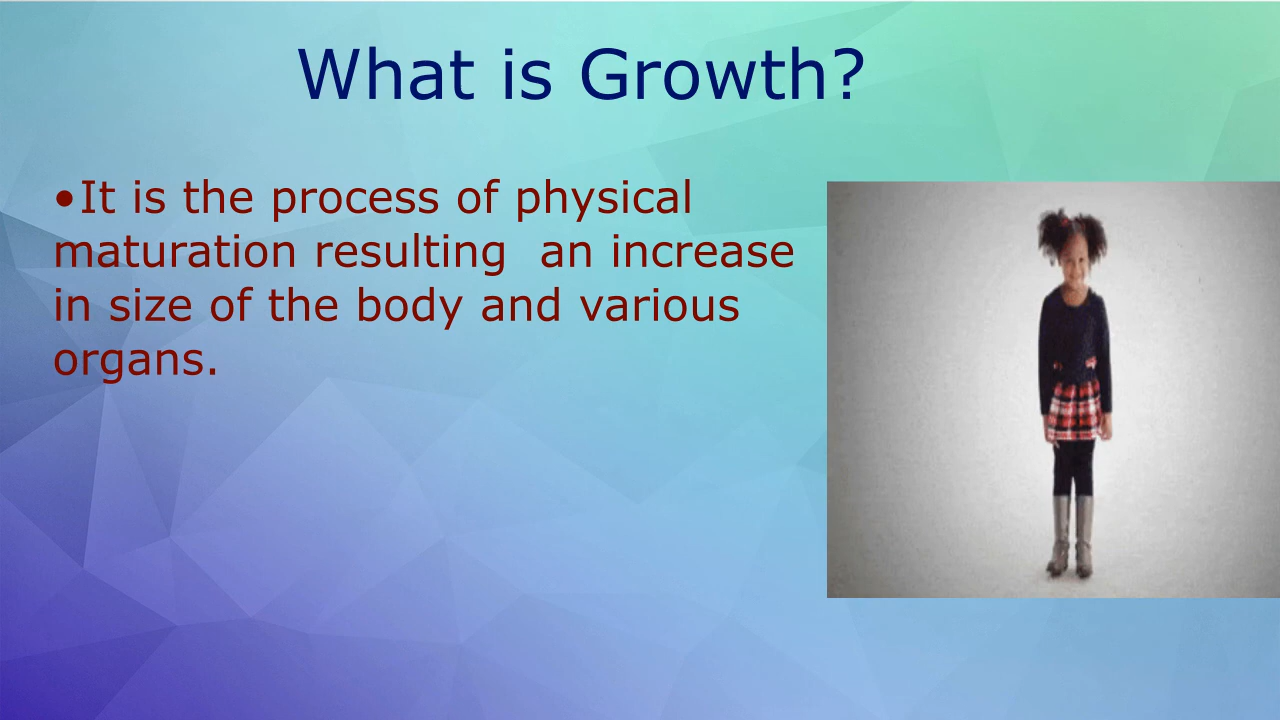 What is Growth?
•It is the process of physical
maturation resulting  an increase
in size of the body and various
organs.